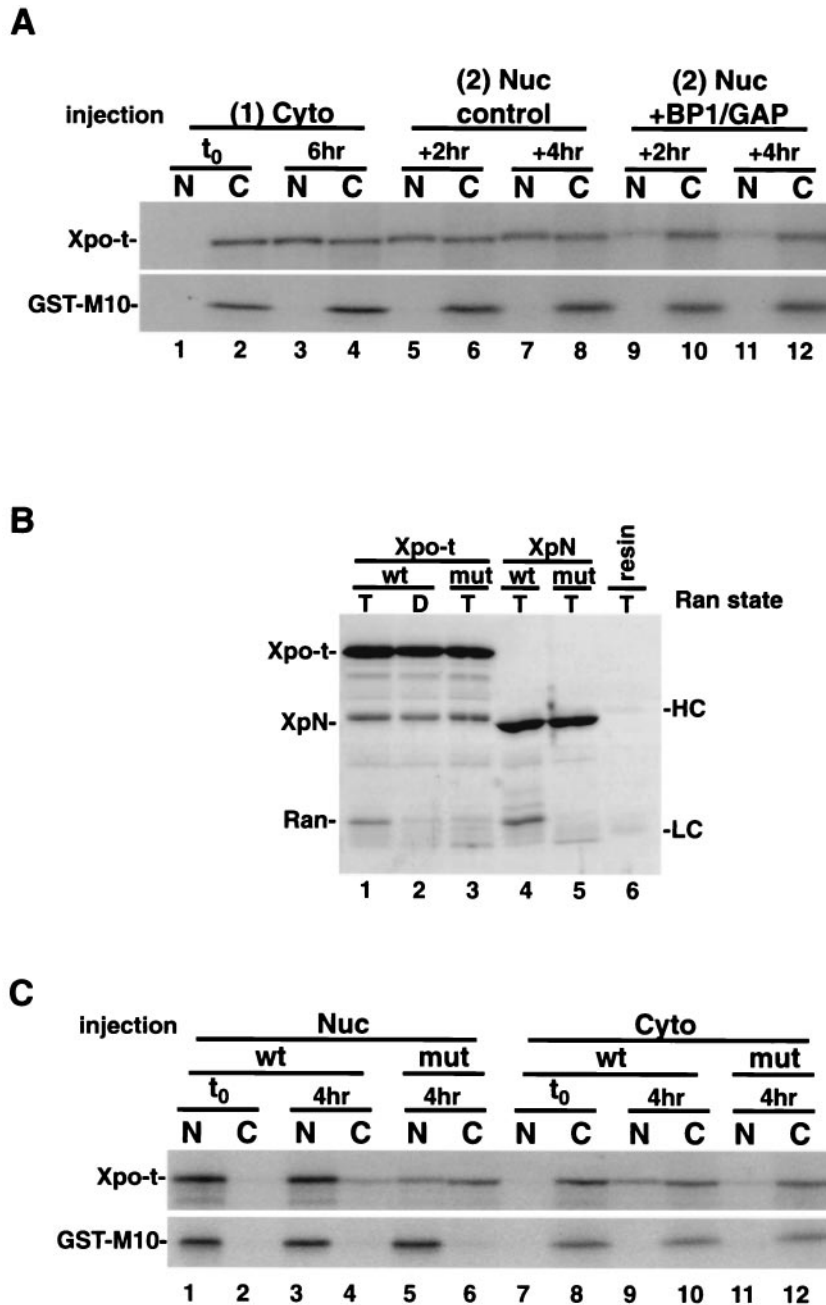 A
(2) Nuc (2) Nuc
injection (1) Cyto control +BP1/GAP
t0 6hr +2hr +4hr +2hr +4hr
N C N C N C N C N C N C
Xpo-t-
GST-M10-
1 2 3 4 5 6 7 8 9 10 11 12
B
Xpo-t XpN resin
wt mut wt mut
T D T T T T Ran state
Xpo-t-
-HC
XpN-
Ran-
-LC
1 2 3 4 5 6
C
injection Nuc Cyto
wt mut wt mut
t0 4hr 4hr t0 4hr 4hr
N C N C N C N C N C N C
Xpo-t-
GST-M10-
1 2 3 4 5 6 7 8 9 10 11 12